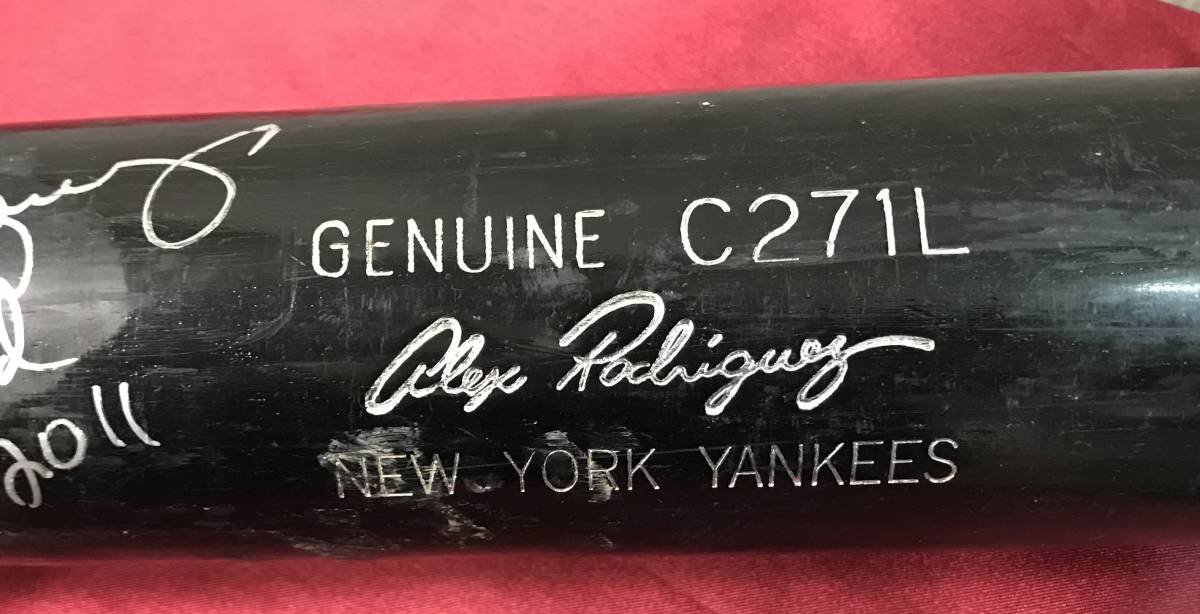 GENUINE C271L
Alex Rodriguez
NEW YORK YANKEES
2011